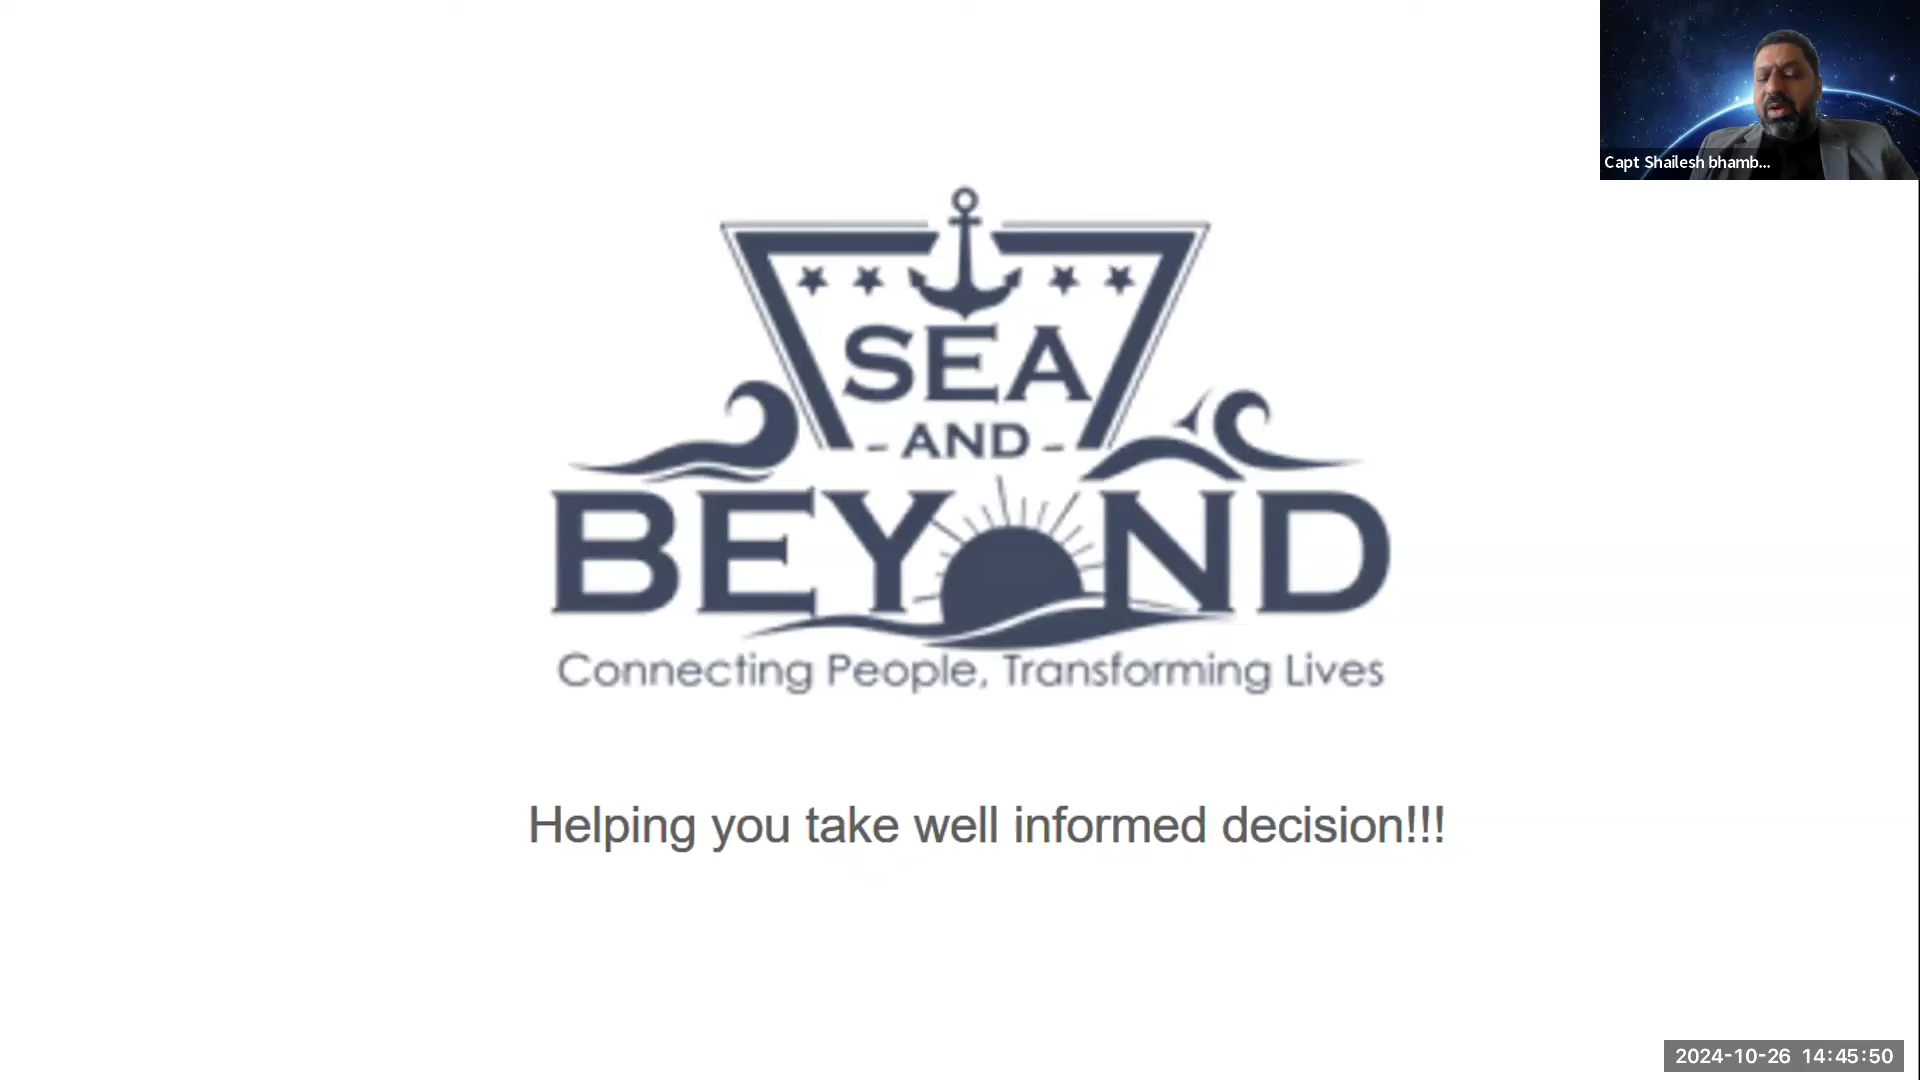 Capt Shailesh bhamb...
SEA
- AND -
BEYOND
Connecting People, Transforming Lives
Helping you take well informed decision!!!
2024-10-26 14:45:50